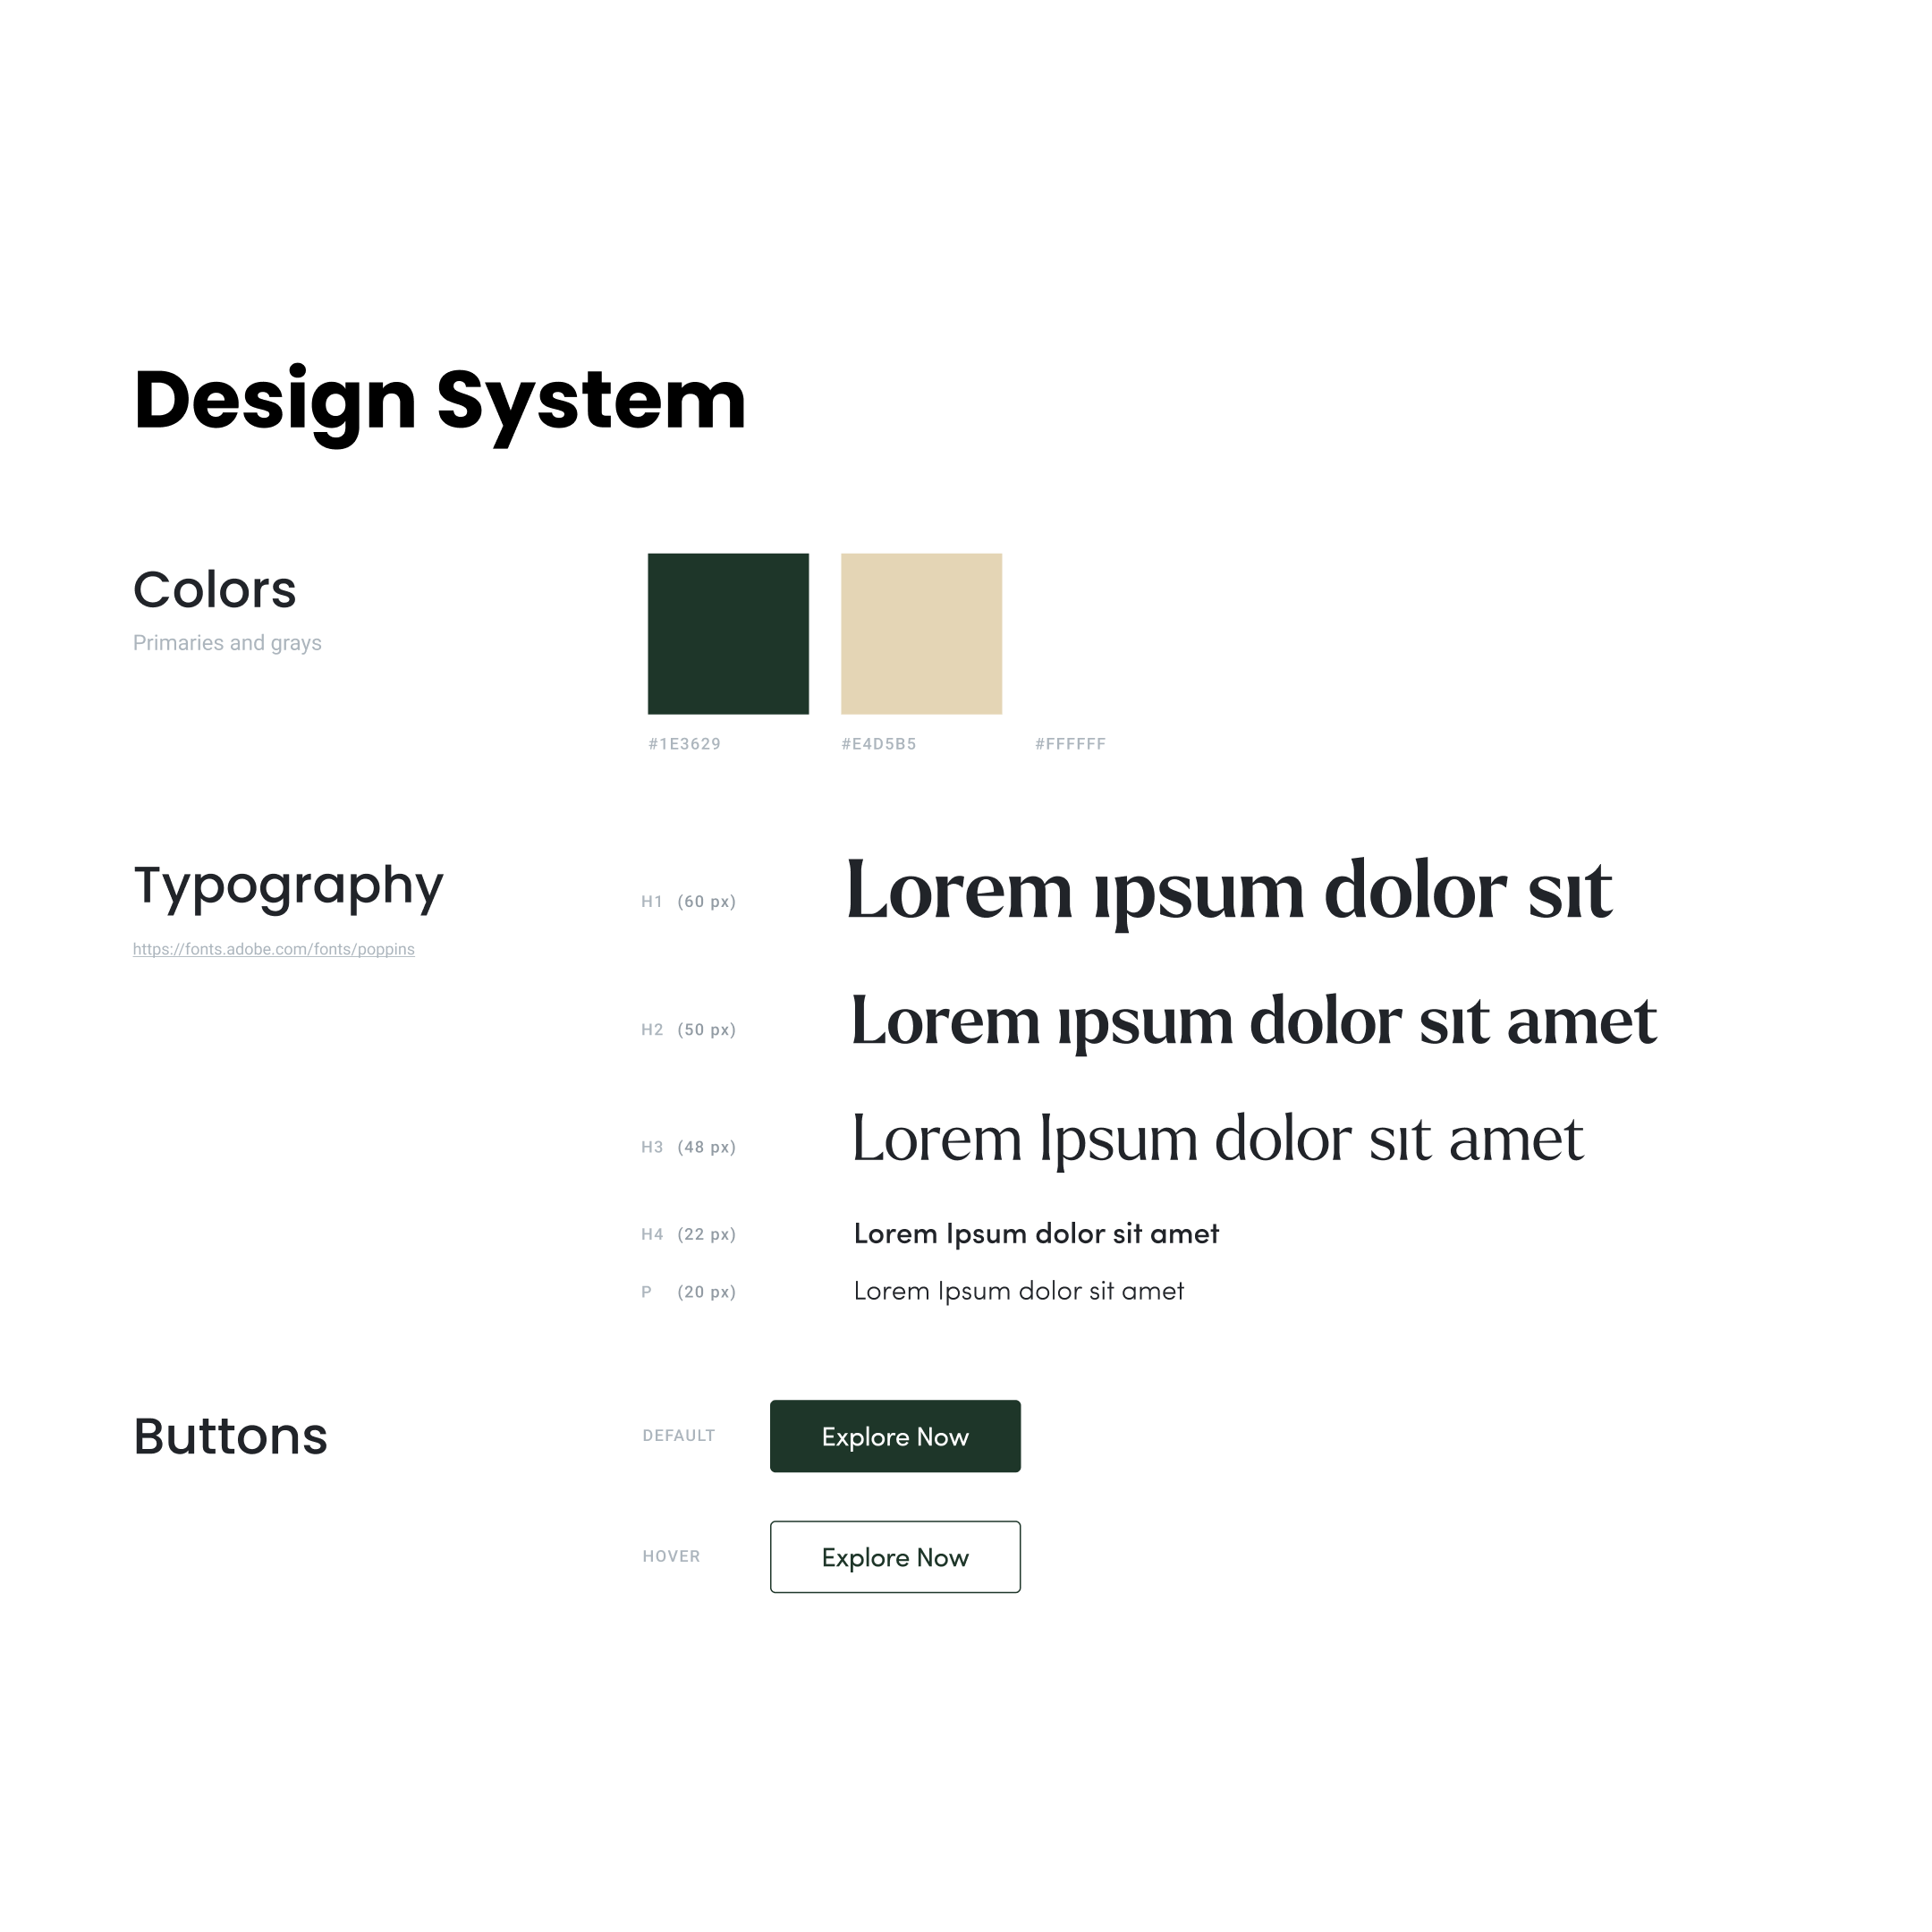 Design System
Colors
Primaries and grays
#1E3629 #E4D5B5 #FFFFFF
Typography
https://fonts.adobe.com/fonts/poppins
H1 (60 px) Lorem ıpsum dolor sıt
H2 (50 px) Lorem ıpsum dolor sıt amet
H3 (48 px) Lorem Ipsum dolor sıt amet
H4 (22 px) Lorem Ipsum dolor sit amet
P (20 px) Lorem Ipsum dolor sit amet
Buttons
DEFAULT Explore Now
HOVER Explore Now